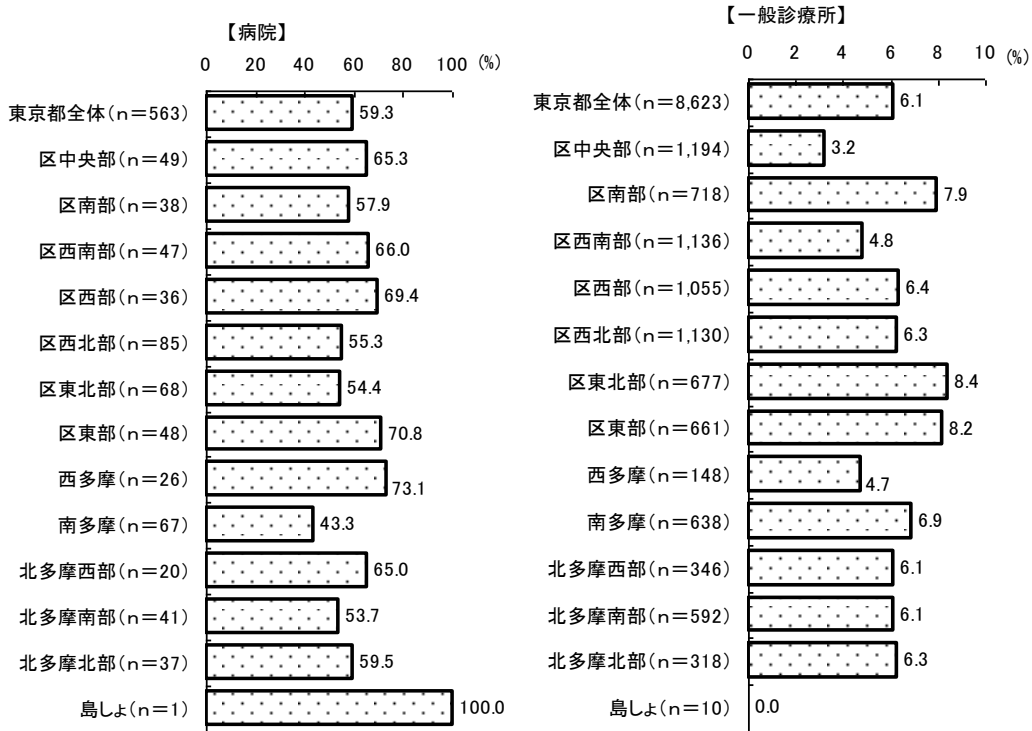 【病院】
0 20 40 60 80 100 (%)
東京都全体(n=563) 59.3
区中央部(n=49) 65.3
区南部(n=38) 57.9
区西南部(n=47) 66.0
区西部(n=36) 69.4
区西北部(n=85) 55.3
区東北部(n=68) 54.4
区東部(n=48) 70.8
西多摩(n=26) 73.1
南多摩(n=67) 43.3
北多摩西部(n=20) 65.0
北多摩南部(n=41) 53.7
北多摩北部(n=37) 59.5
島しょ(n=1) 100.0
【一般診療所】
0 2 4 6 8 10 (%)
東京都全体(n=8,623) 6.1
区中央部(n=1,194) 3.2
区南部(n=718) 7.9
区西南部(n=1,136) 4.8
区西部(n=1,055) 6.4
区西北部(n=1,130) 6.3
区東北部(n=677) 8.4
区東部(n=661) 8.2
西多摩(n=148) 4.7
南多摩(n=638) 6.9
北多摩西部(n=346) 6.1
北多摩南部(n=592) 6.1
北多摩北部(n=318) 6.3
島しょ(n=10) 0.0